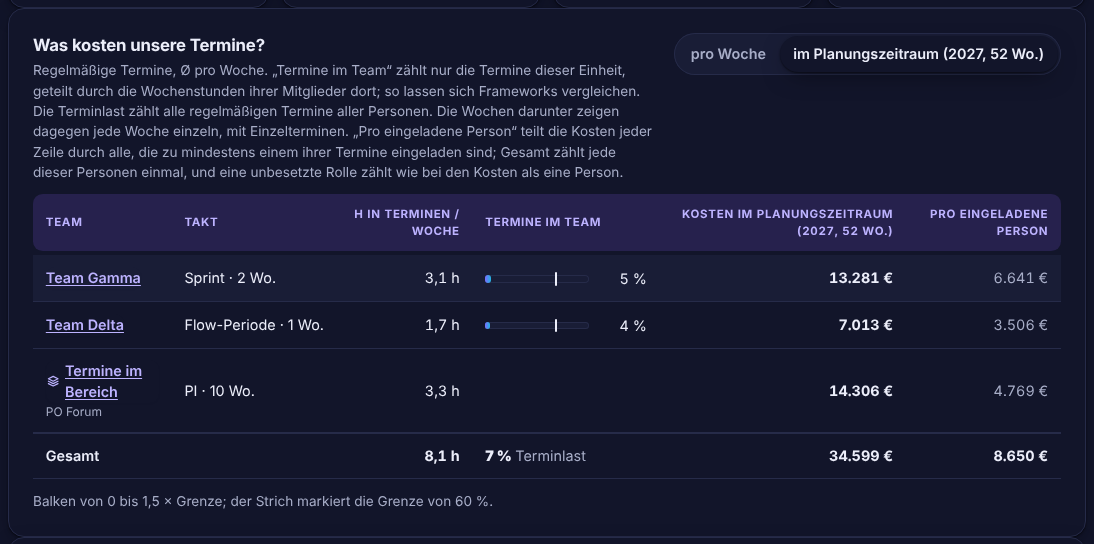 Was kosten unsere Termine?
pro Woche
im Planungszeitraum (2027, 52 Wo.)
Regelmäßige Termine, Ø pro Woche. „Termine im Team“ zählt nur die Termine dieser Einheit,
geteilt durch die Wochenstunden ihrer Mitglieder dort; so lassen sich Frameworks vergleichen.
Die Terminlast zählt alle regelmäßigen Termine aller Personen. Die Wochen darunter zeigen
dagegen jede Woche einzeln, mit Einzelterminen. „Pro eingeladene Person“ teilt die Kosten jeder
Zeile durch alle, die zu mindestens einem ihrer Termine eingeladen sind; Gesamt zählt jede
dieser Personen einmal, und eine unbesetzte Rolle zählt wie bei den Kosten als eine Person.
TEAM
TAKT
H IN TERMINEN /
WOCHE
TERMINE IM TEAM
KOSTEN IM PLANUNGSZEITRAUM
(2027, 52 WO.)
PRO EINGELADENE
PERSON
Team Gamma
Sprint · 2 Wo.
3,1 h
5 %
13.281 €
6.641 €
Team Delta
Flow-Periode · 1 Wo.
1,7 h
4 %
7.013 €
3.506 €
Termine im
Bereich
PO Forum
PI · 10 Wo.
3,3 h
14.306 €
4.769 €
Gesamt
8,1 h
7 % Terminlast
34.599 €
8.650 €
Balken von 0 bis 1,5 × Grenze; der Strich markiert die Grenze von 60 %.